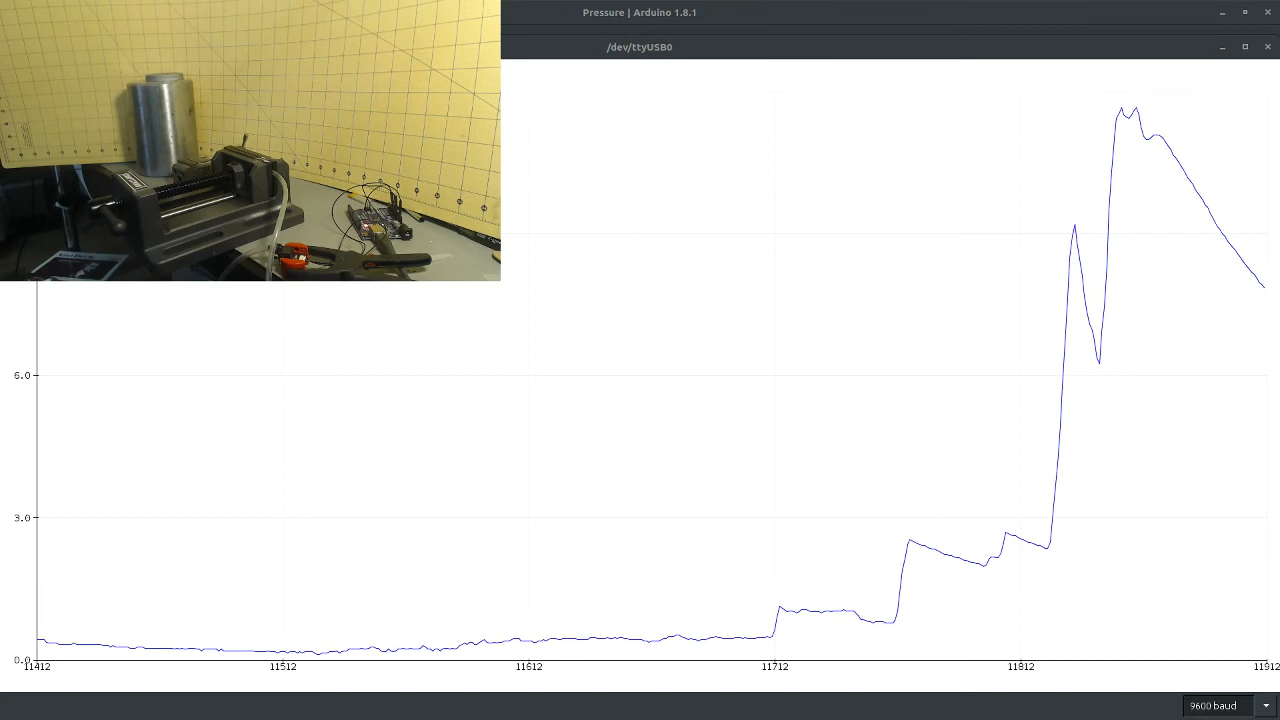 Pressure | Arduino 1.8.1
/dev/ttyUSB0
6.0
3.0
0.0
11412 11512 11612 11712 11812 11912
9600 baud